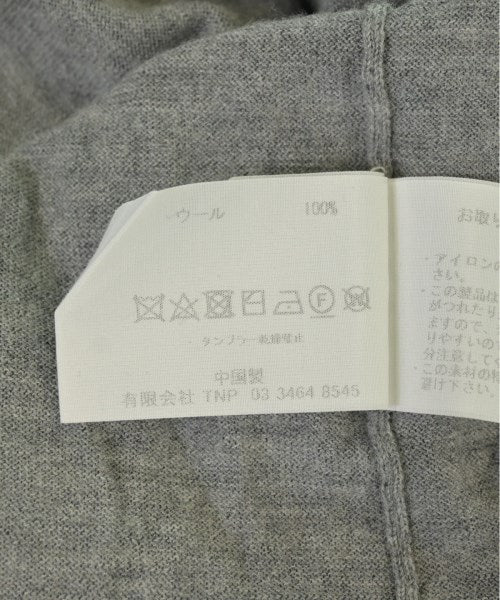 ウール 100%
F
・タンブラー乾燥禁止
中国製
有限会社 TNP 03 3464 8545
お取り
・アイロンの
さい。
・この製品は
がつれたり
ますので、
りやすいの
分注意して
・この素材の特
避け下さい。